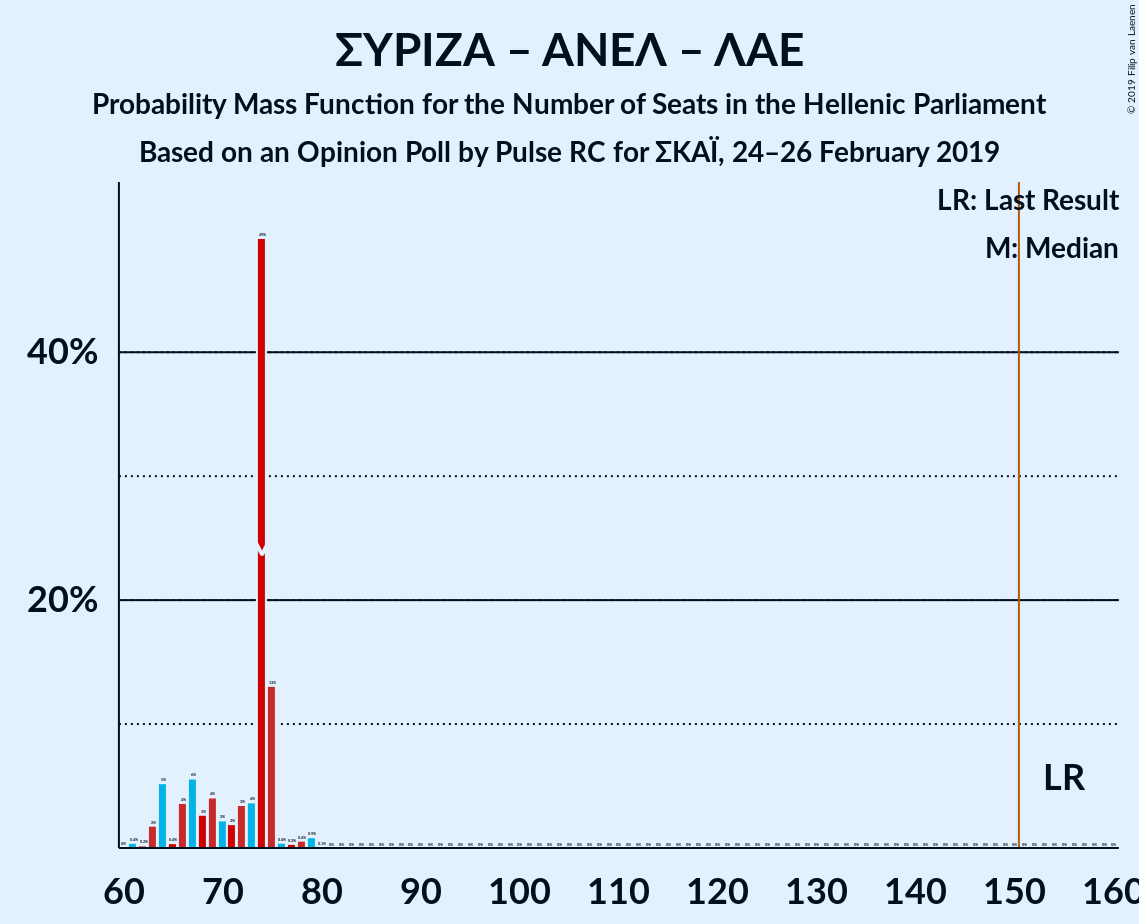 ΣΥΡΙΖΑ – ΑΝΕΛ – ΛΑΕ
Probability Mass Function for the Number of Seats in the Hellenic Parliament
Based on an Opinion Poll by Pulse RC for ΣΚΑΪ, 24–26 February 2019
© 2019 Filip van Laenen
LR: Last Result
M: Median
40%
20%
M
LR
60 70 80 90 100 110 120 130 140 150 160